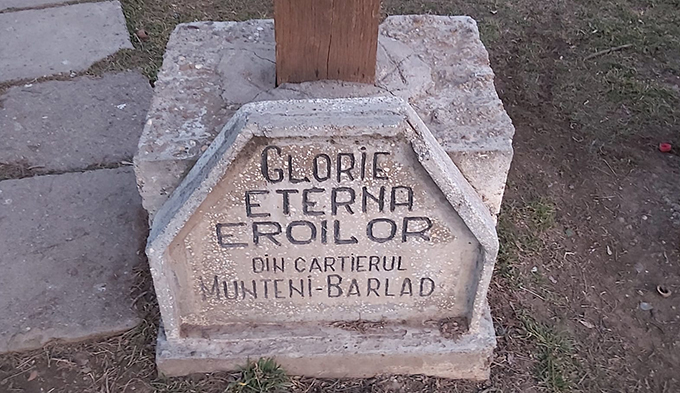 GLORIE
ETERNA
EROILOR
DIN CARTIERUL
MUNTENI-BARLAD